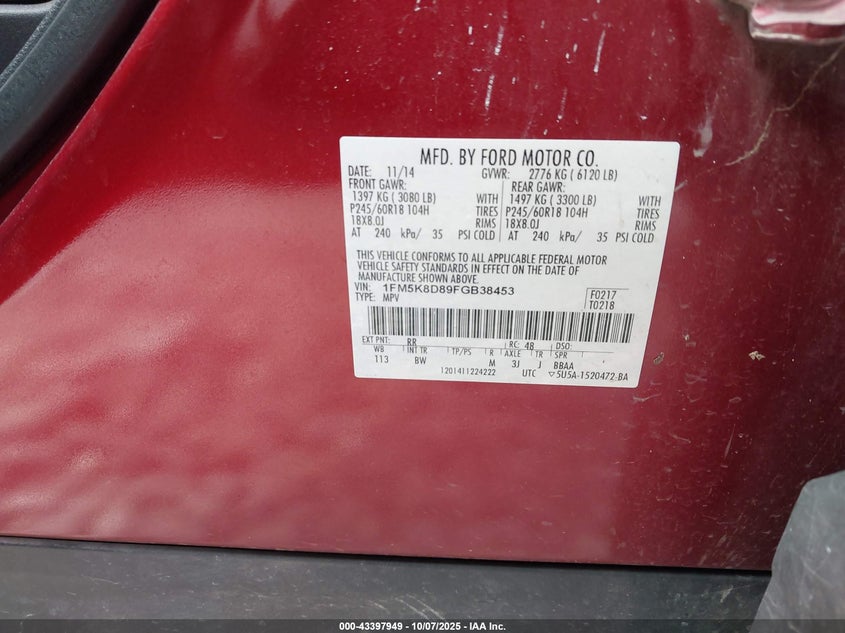 MFD. BY FORD MOTOR CO.
DATE: 11/14 GVWR: 2776 KG ( 6120 LB)
FRONT GAWR: REAR GAWR:
1397 KG ( 3080 LB) WITH 1497 KG ( 3300 LB) WITH
P245/60R18 104H TIRES P245/60R18 104H TIRES
18X8.0J RIMS 18X8.0J RIMS
AT 240 kPa/ 35 PSI COLD AT 240 kPa/ 35 PSI COLD
THIS VEHICLE CONFORMS TO ALL APPLICABLE FEDERAL MOTOR
VEHICLE SAFETY STANDARDS IN EFFECT ON THE DATE OF
MANUFACTURE SHOWN ABOVE.
VIN: 1FM5K8D89FGB38453 F0217
TYPE: MPV T0218
EXT PNT: RR RC: 48 DSO:
WB INT TR TP/PS R AXLE TR SPR
113 BW M 3J J BBAA
1201411224222 UTC ▽5U5A-1520472-BA
000-43397949 - 10/07/2025 - IAA Inc.